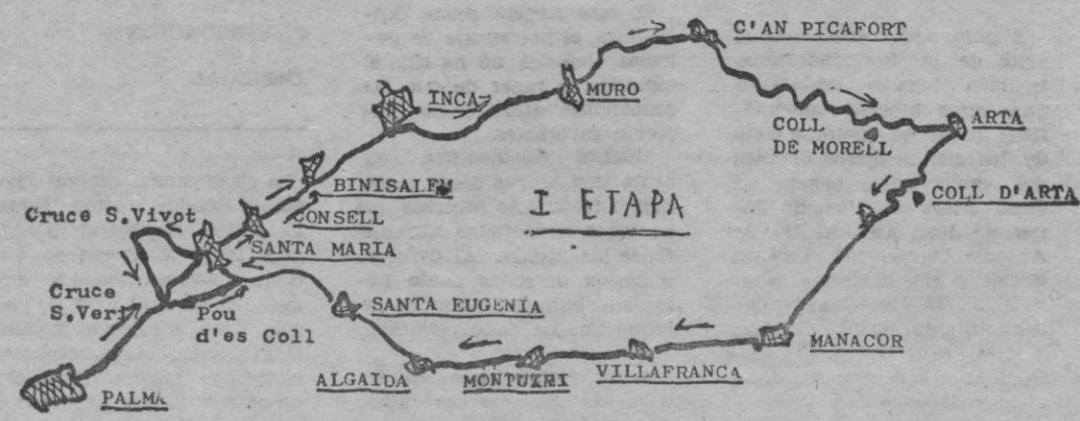 C'AN PICAFORT
INCA
MURO
COLL
DE MORELL
ARTA
BINISALEM
COLL D'ARTA
I ETAPA
CONSELL
Cruce S.Vivot
SANTA MARIA
Cruce
S.Veri
Pou
d'es Coll
SANTA EUGENIA
MANACOR
VILLAFRANCA
MONTUIRI
ALGAIDA
PALMA